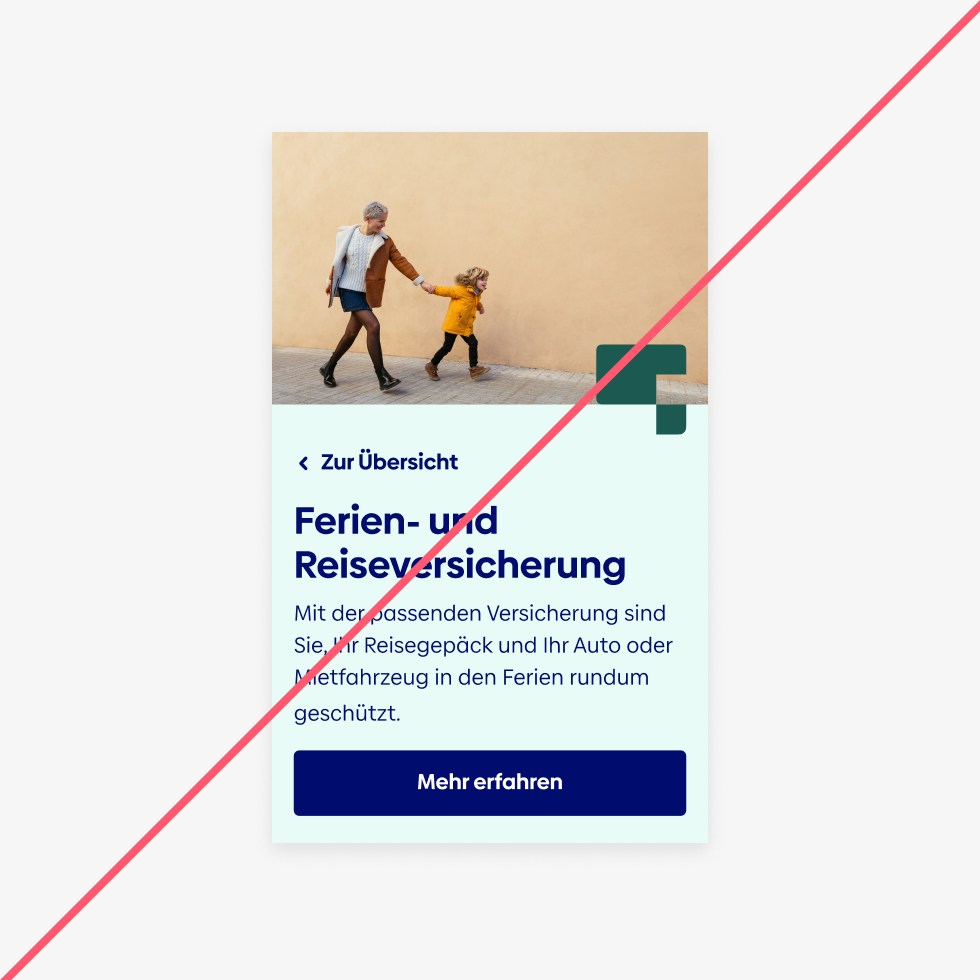 Zur Übersicht
Ferien- und
Reiseversicherung
Mit der passenden Versicherung sind
Sie, Ihr Reisegepäck und Ihr Auto oder
Mietfahrzeug in den Ferien rundum
geschützt.
Mehr erfahren